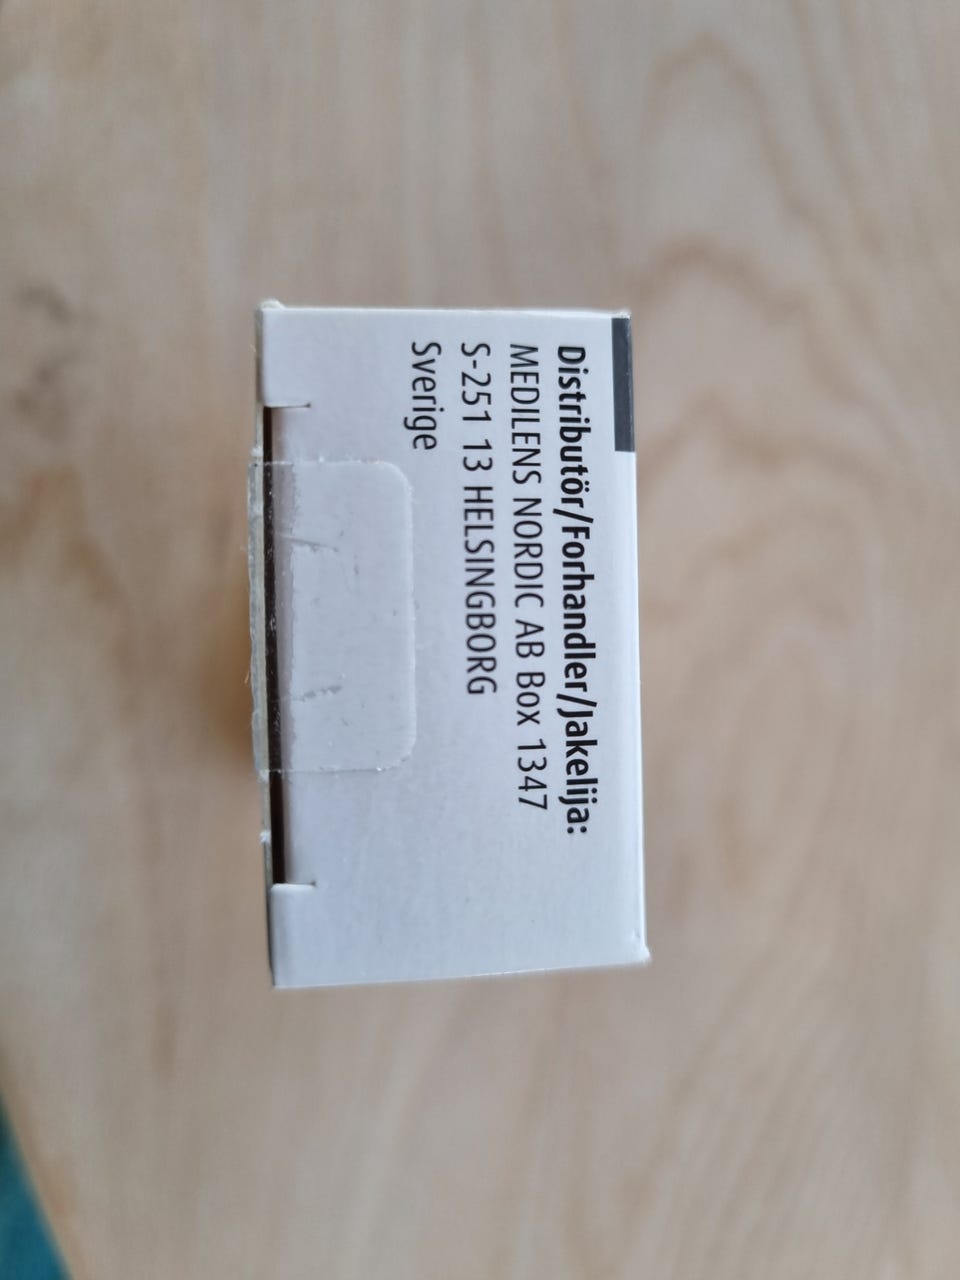 Distributör/Forhandler/Jakelija:
MEDILENS NORDIC AB Box 1347
S-251 13 HELSINGBORG
Sverige